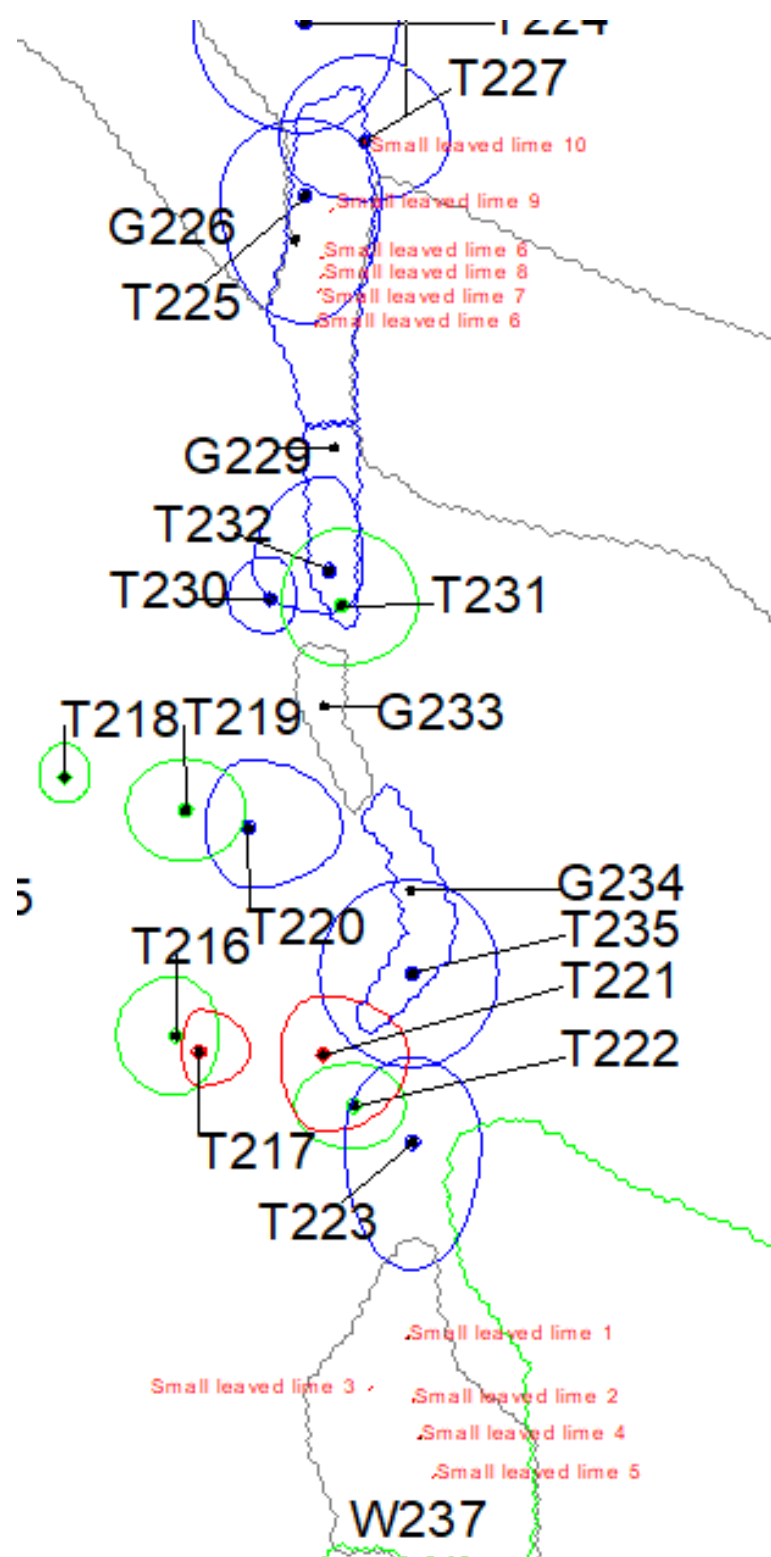 T224
T227
Small leaved lime 10
Small leaved lime 9
G226
Small leaved lime 6
Small leaved lime 8
T225
Small leaved lime 7
Small leaved lime 6
G229
T232
T230
T231
T218
T219
G233
G234
5
T220
T235
T216
T221
T222
T217
T223
Small leaved lime 1
Small leaved lime 3
Small leaved lime 2
Small leaved lime 4
Small leaved lime 5
W237